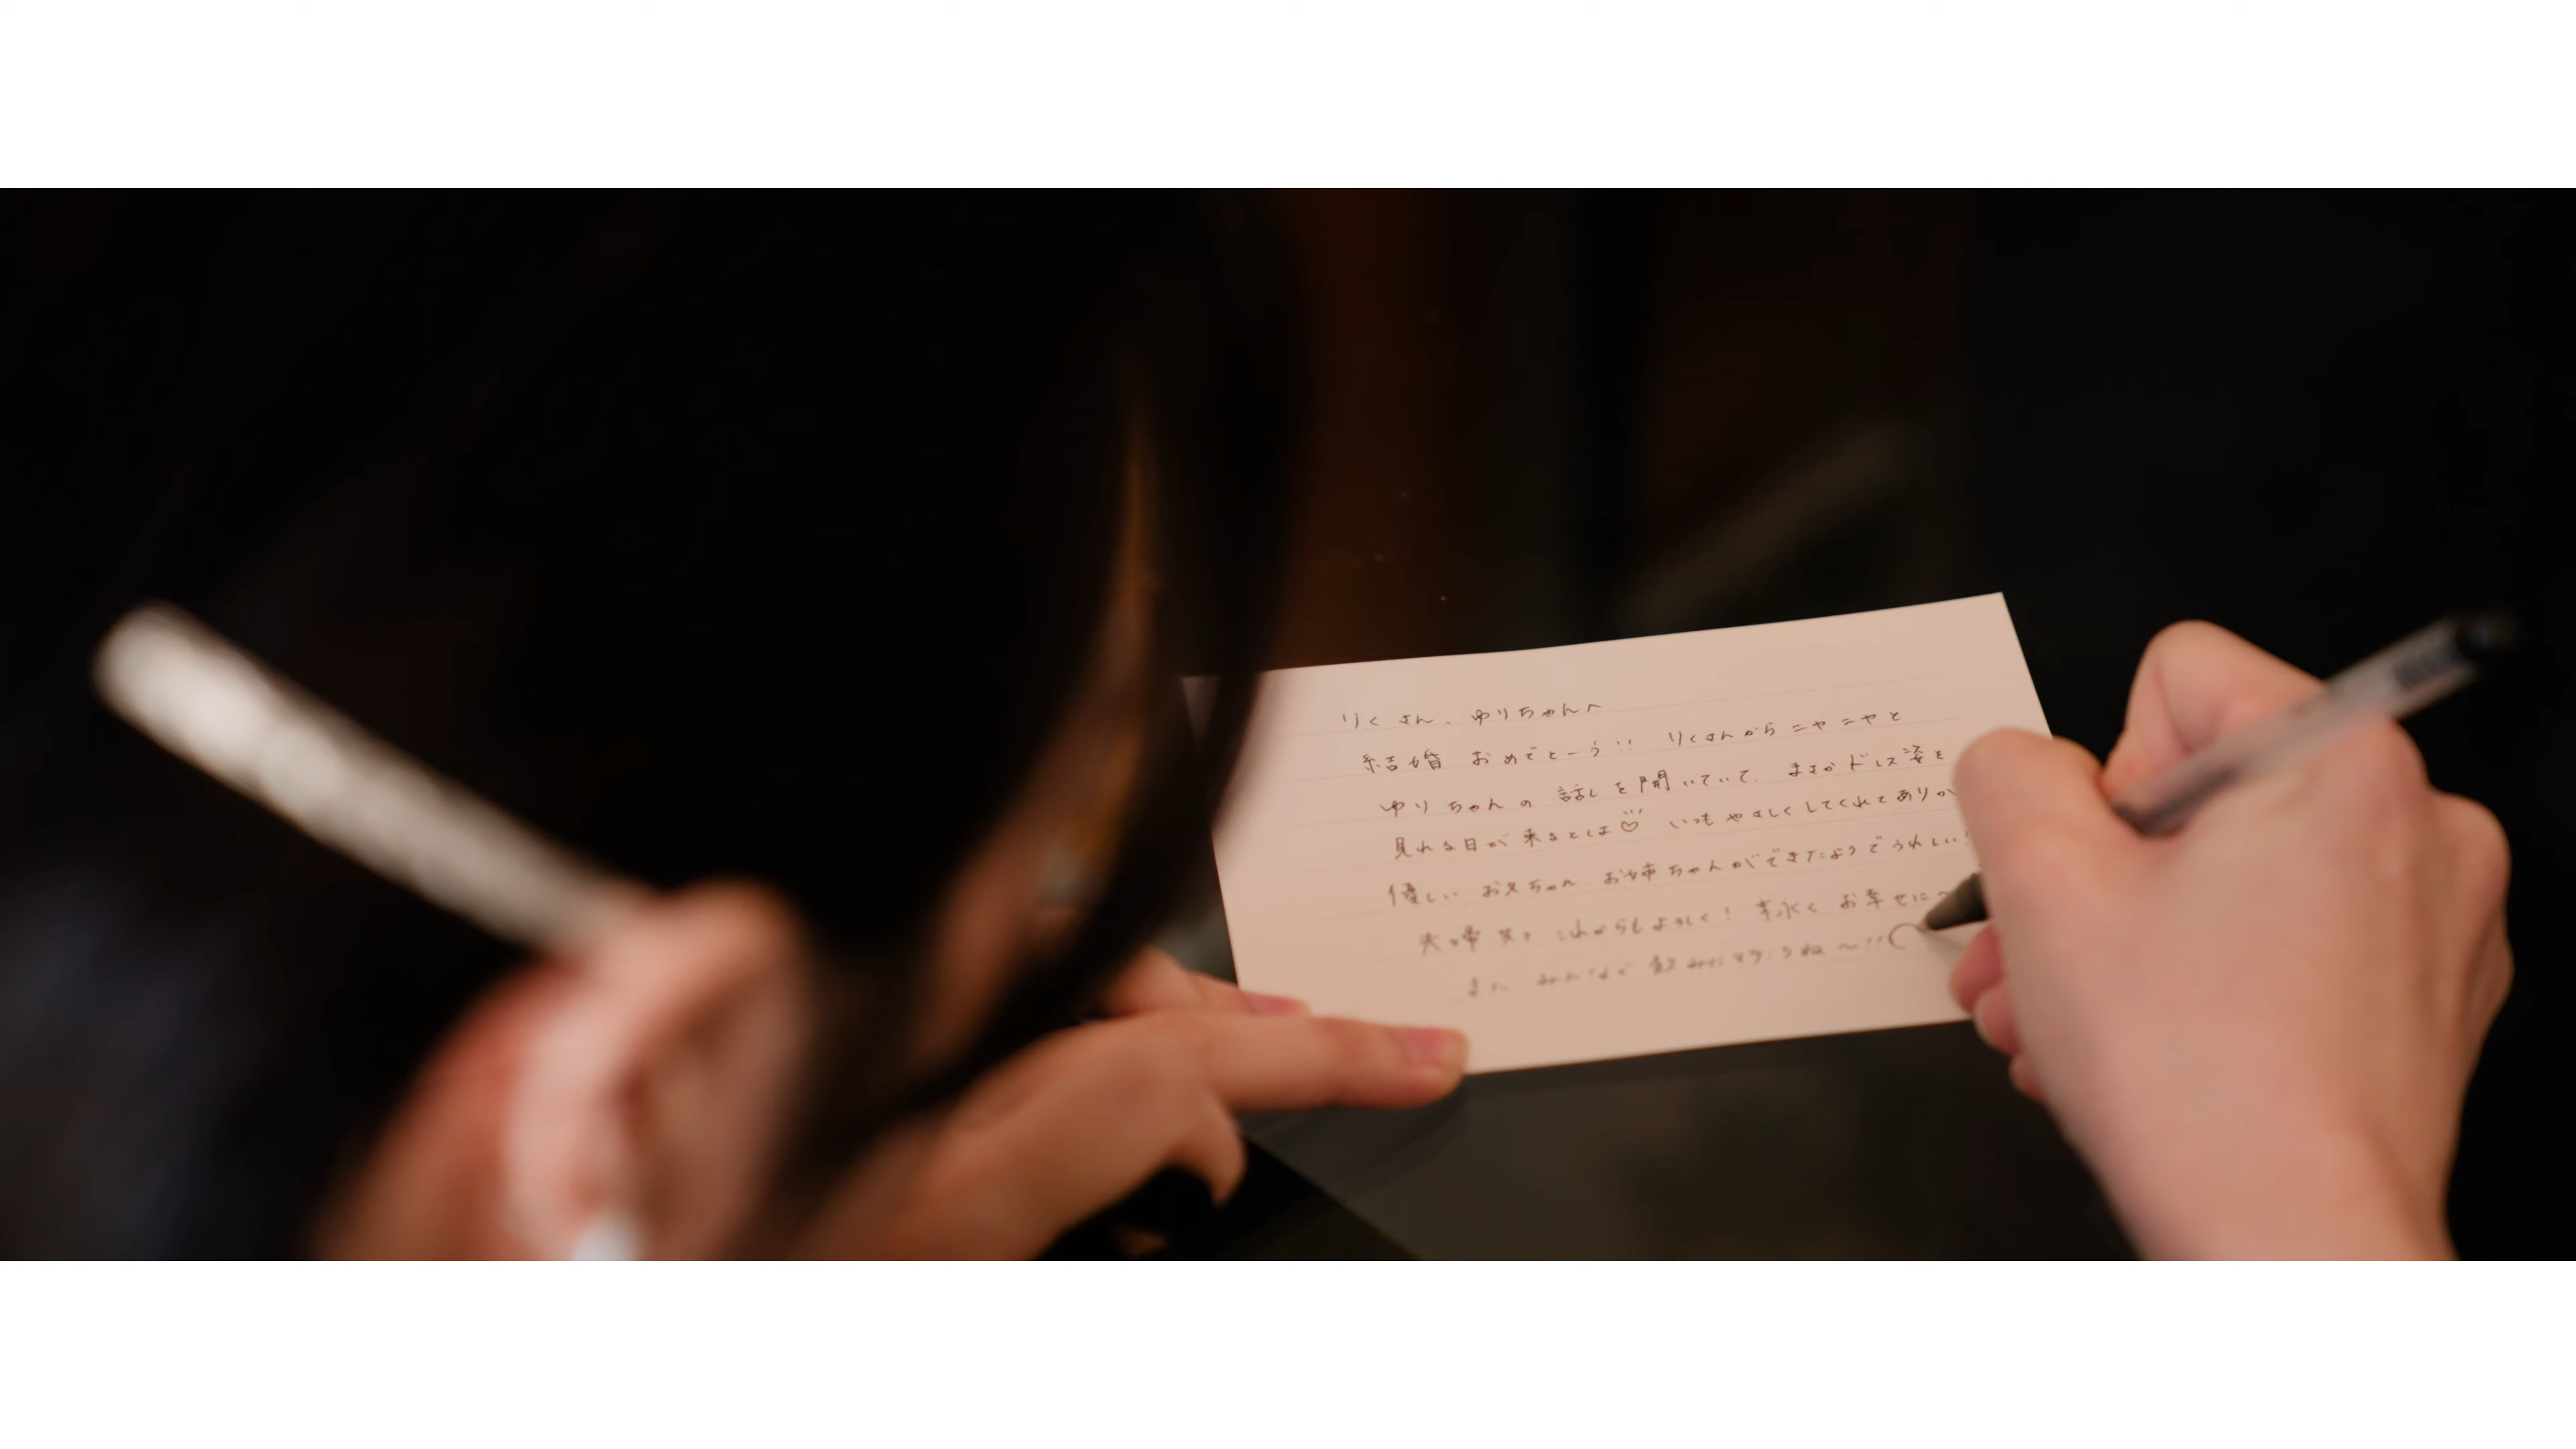 りくさん、ゆりちゃんへ
結婚 おめでとーう!! りくさんから ニヤニヤと
ゆりちゃんの 話しを聞いていて、まさかドレス姿を
見れる日が来るとは♡ いつもやさしくしてくれてありが
優しい お兄ちゃん お姉ちゃんができたようでうれしい!
夫婦 これからもよろしく! 末永く お幸せに〜
また みんなで 飲みに行こうね〜!!